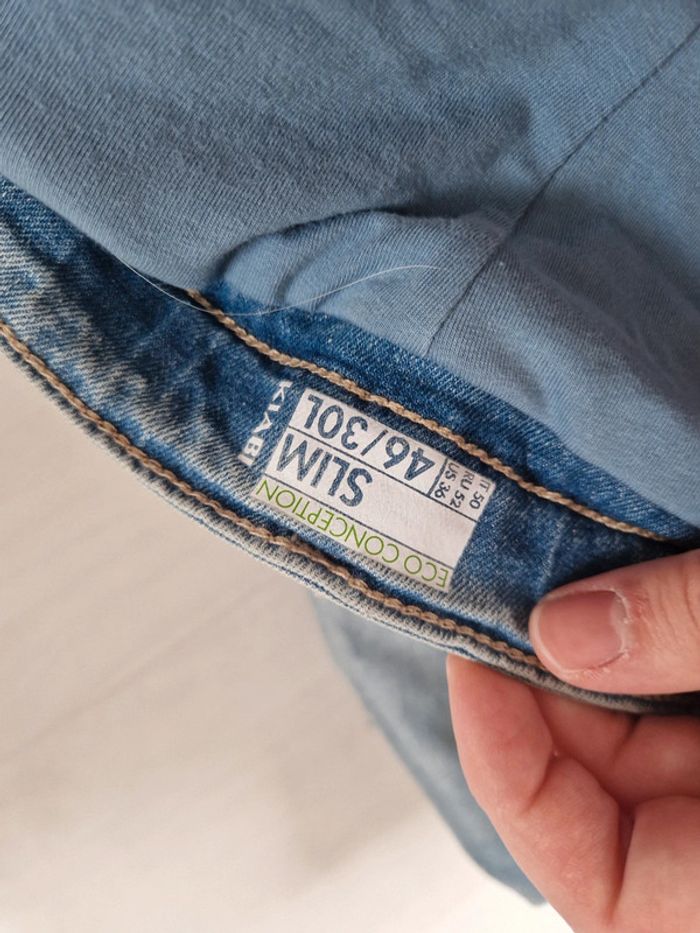 KIABI
46/30L
IT 50
RU 52
US 36
SLIM
ECO CONCEPTION